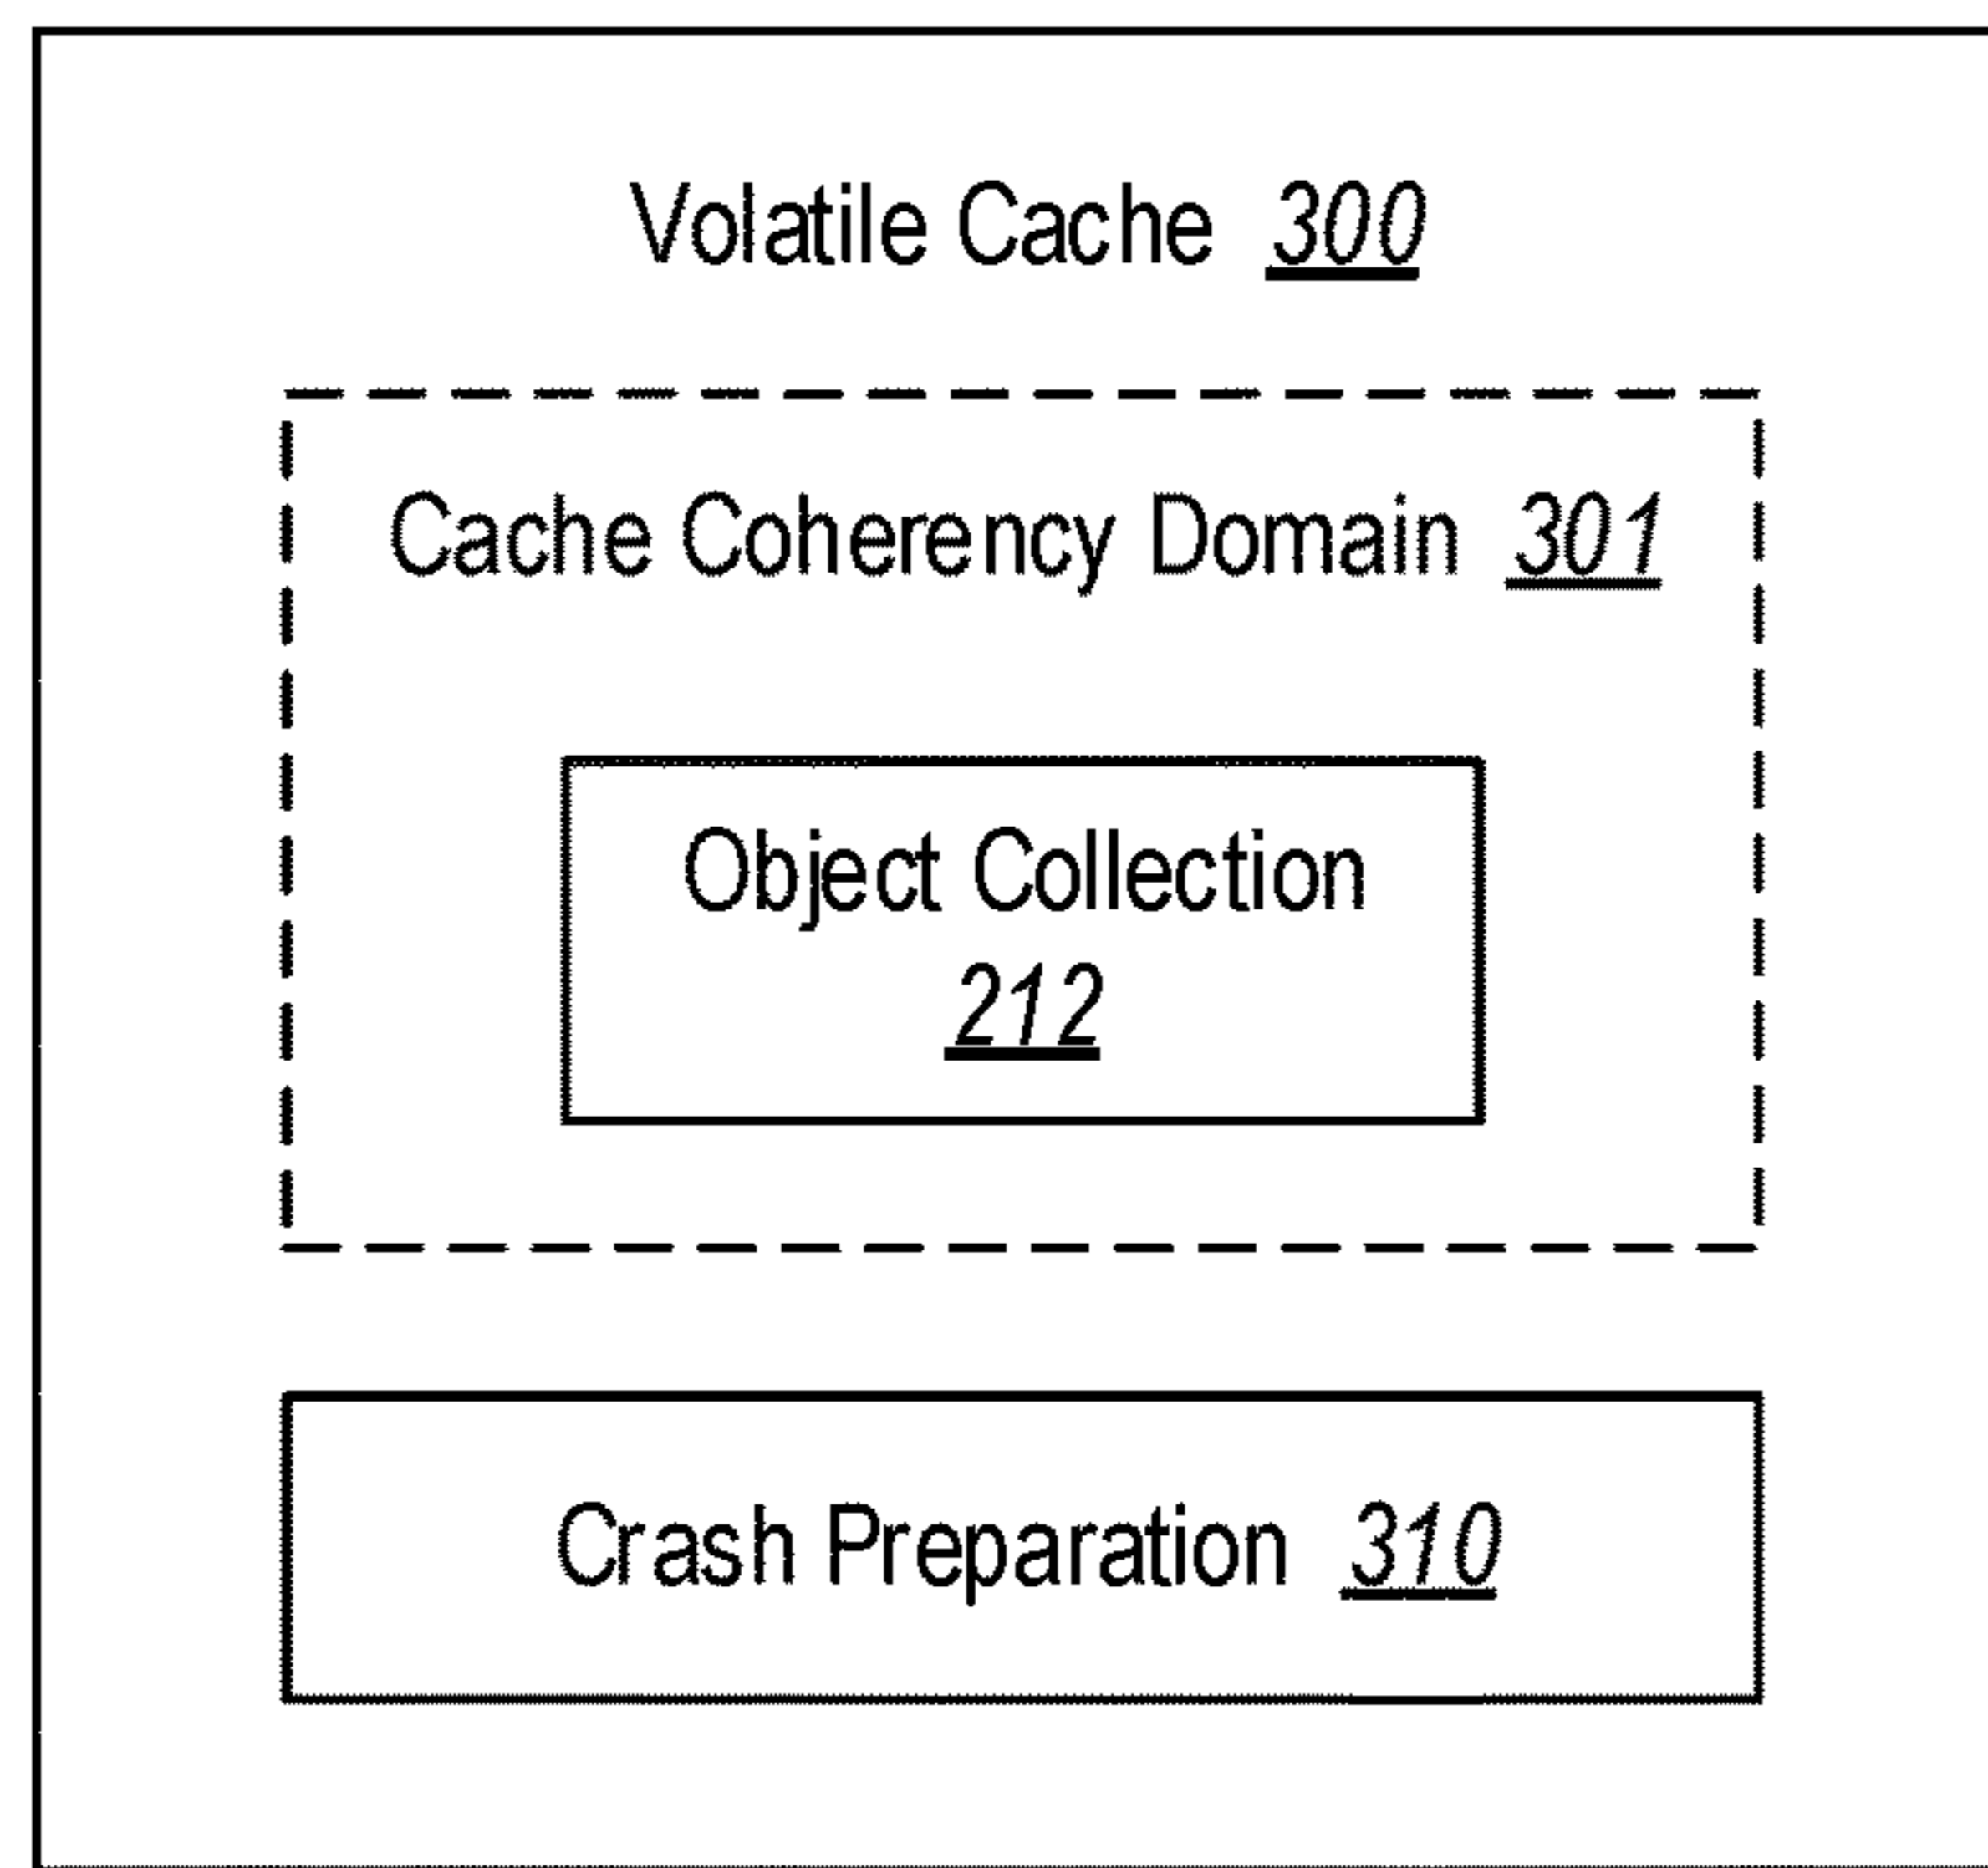 Volatile Cache 300
Cache Coherency Domain 301
Object Collection
212
Crash Preparation 310